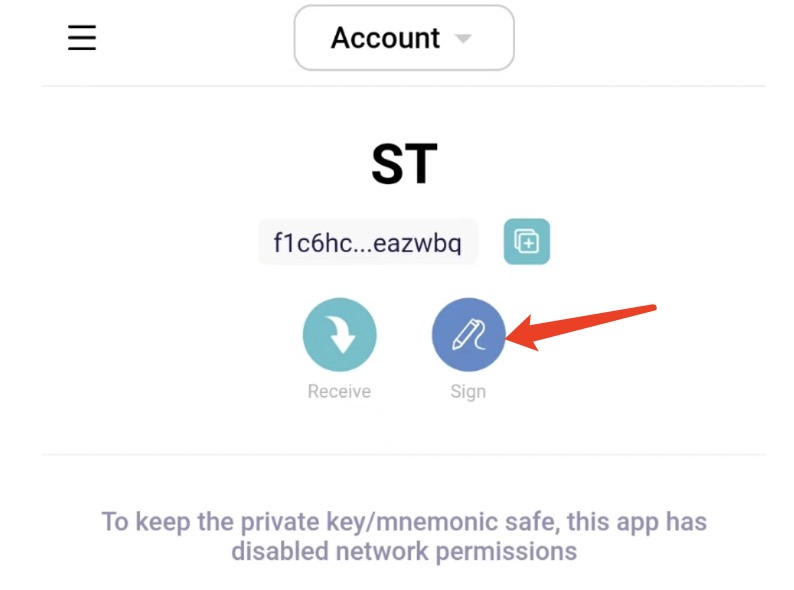 Account
ST
f1c6hc...eazwbq
Receive
Sign
To keep the private key/mnemonic safe, this app has
disabled network permissions